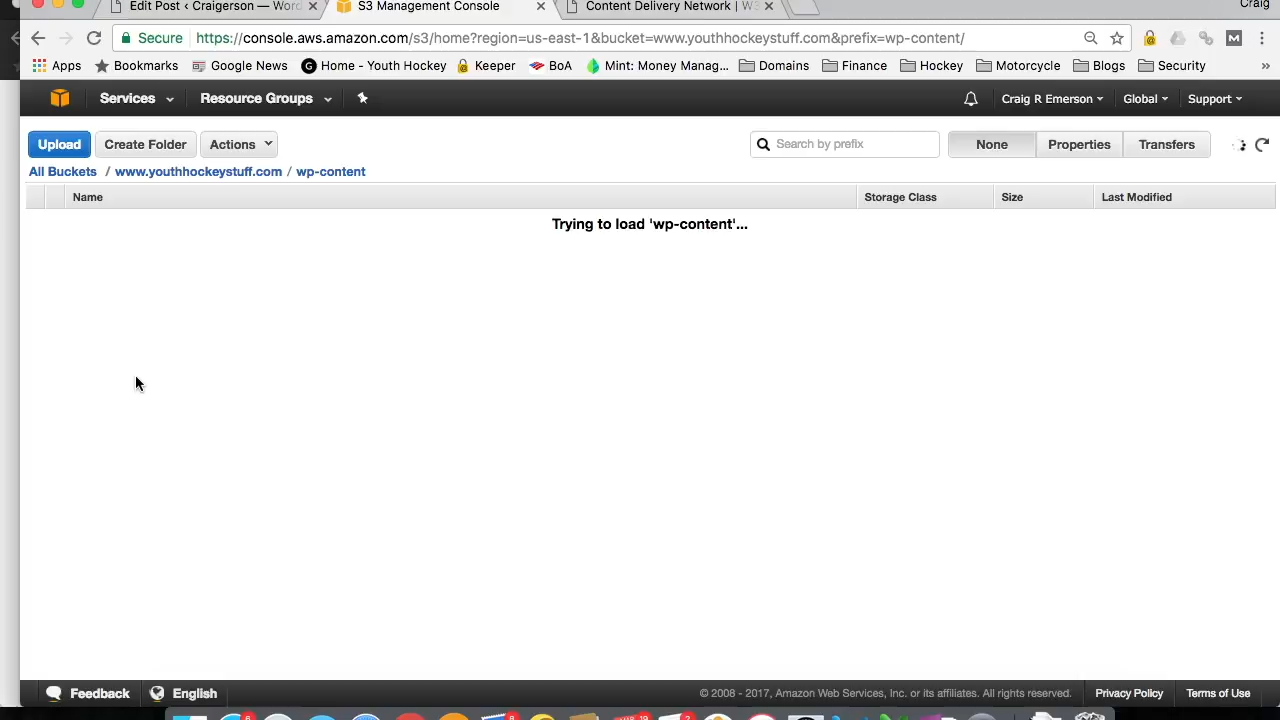 Edit Post ‹ Craigerson — Word
S3 Management Console
Content Delivery Network | W3
Craig
Secure
https://console.aws.amazon.com/s3/home?region=us-east-1&bucket=www.youthhockeystuff.com&prefix=wp-content/
M
Apps
Bookmarks
Google News
G
Home - Youth Hockey
Keeper
BoA
Mint: Money Manag...
Domains
Finance
Hockey
Motorcycle
Blogs
Security
»
Services
Resource Groups
Craig R Emerson
Global
Support
Upload
Create Folder
Actions
Search by prefix
None
Properties
Transfers
All Buckets / www.youthhockeystuff.com / wp-content
Name
Storage Class
Size
Last Modified
Trying to load 'wp-content'...
Feedback
English
© 2008 - 2017, Amazon Web Services, Inc. or its affiliates. All rights reserved.
Privacy Policy
Terms of Use